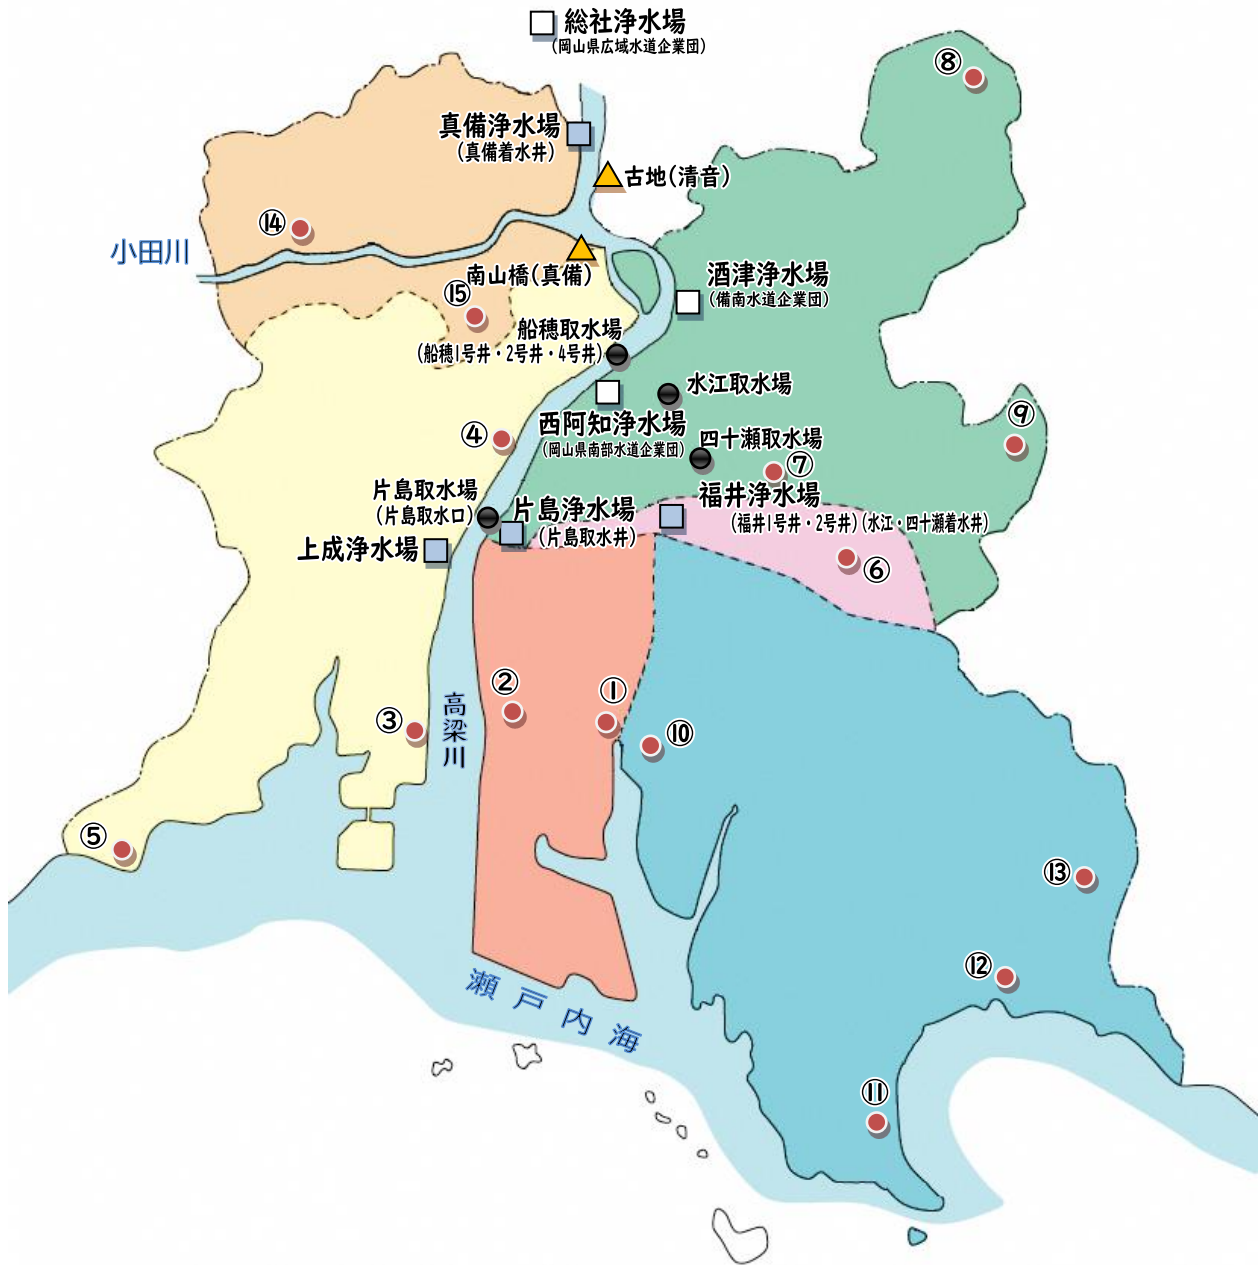 総社浄水場
(岡山県広域水道企業団)
⑧
真備浄水場
(真備着水井)
古地(清音)
⑭
小田川
南山橋(真備)
酒津浄水場
(備南水道企業団)
⑮
船穂取水場
(船穂1号井・2号井・4号井)
水江取水場
⑨
④
西阿知浄水場
(岡山県南部水道企業団)
四十瀬取水場
⑦
片島取水場
(片島取水口)
片島浄水場
(片島取水井)
福井浄水場
(福井1号井・2号井)(水江・四十瀬着水井)
上成浄水場
⑥
②
①
③
高梁川
⑩
⑤
⑬
⑫
瀬戸内海
⑪